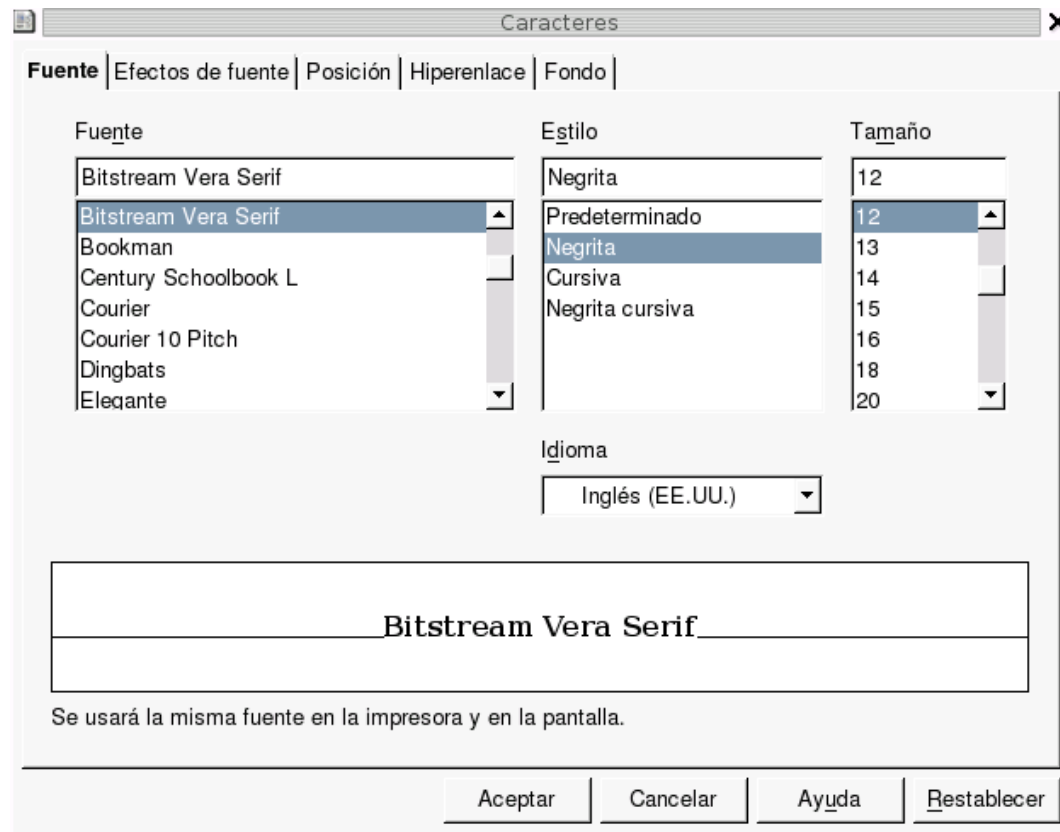 Caracteres
Fuente Efectos de fuente Posición Hiperenlace Fondo
Fuente Estilo Tamaño
Bitstream Vera Serif Negrita 12
Bitstream Vera Serif Predeterminado 12
Bookman Negrita 13
Century Schoolbook L Cursiva 14
Courier Negrita cursiva 15
Courier 10 Pitch 16
Dingbats 18
Elegante 20
Idioma
Inglés (EE.UU.)
Bitstream Vera Serif
Se usará la misma fuente en la impresora y en la pantalla.
Aceptar Cancelar Ayuda Restablecer